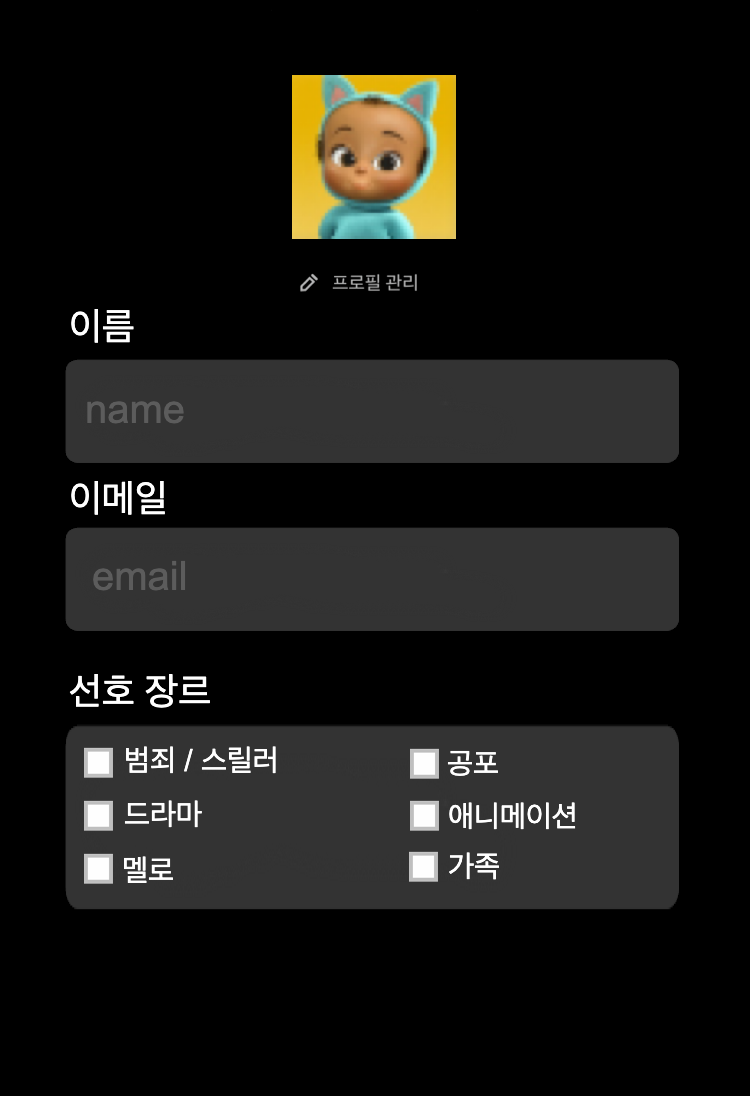 프로필 관리
이름
name
이메일
email
선호 장르
범죄 / 스릴러
공포
드라마
애니메이션
멜로
가족